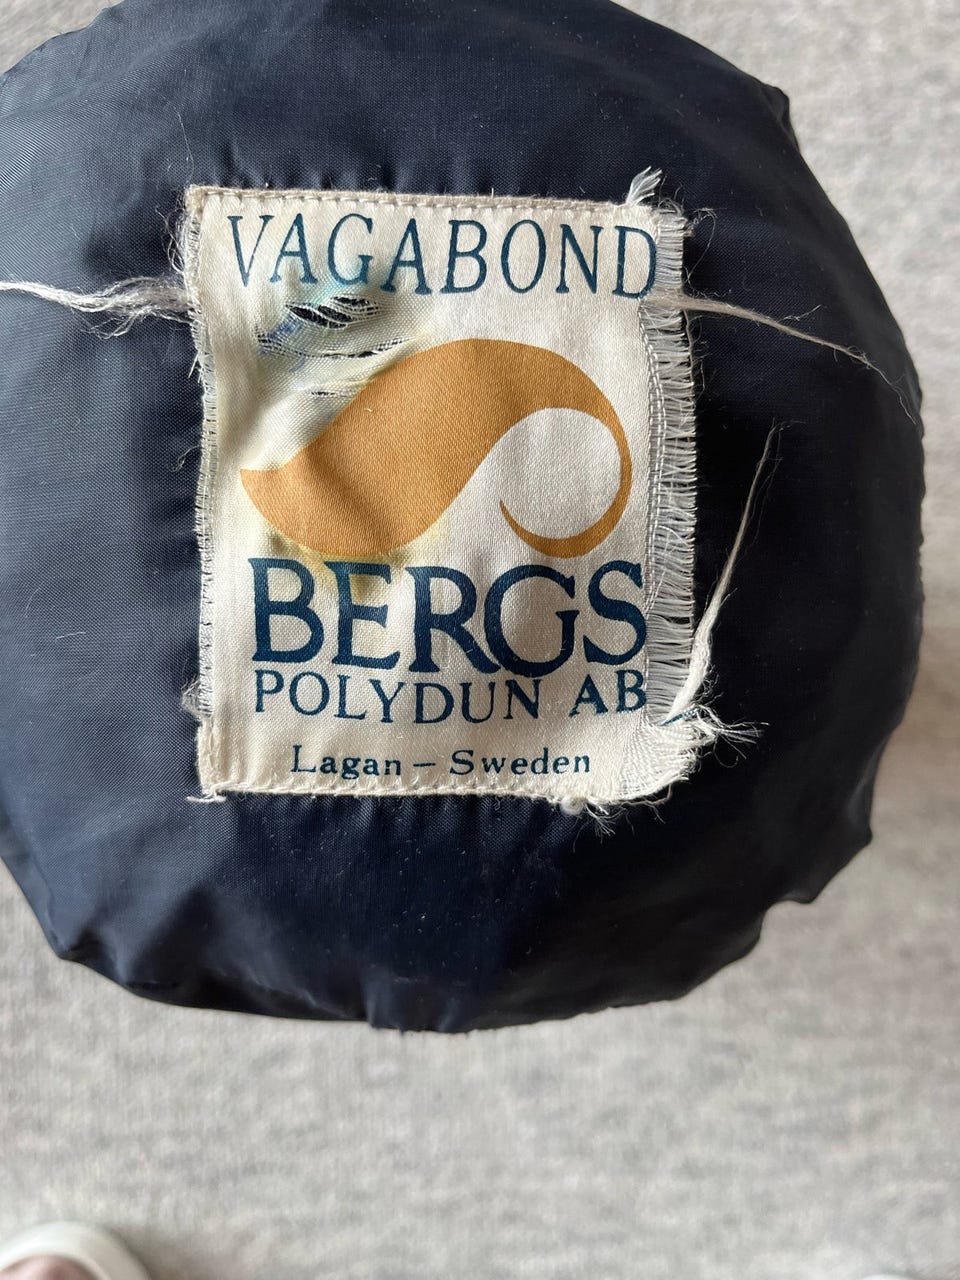 VAGABOND
BERGS
POLYDUN AB
Lagan - Sweden